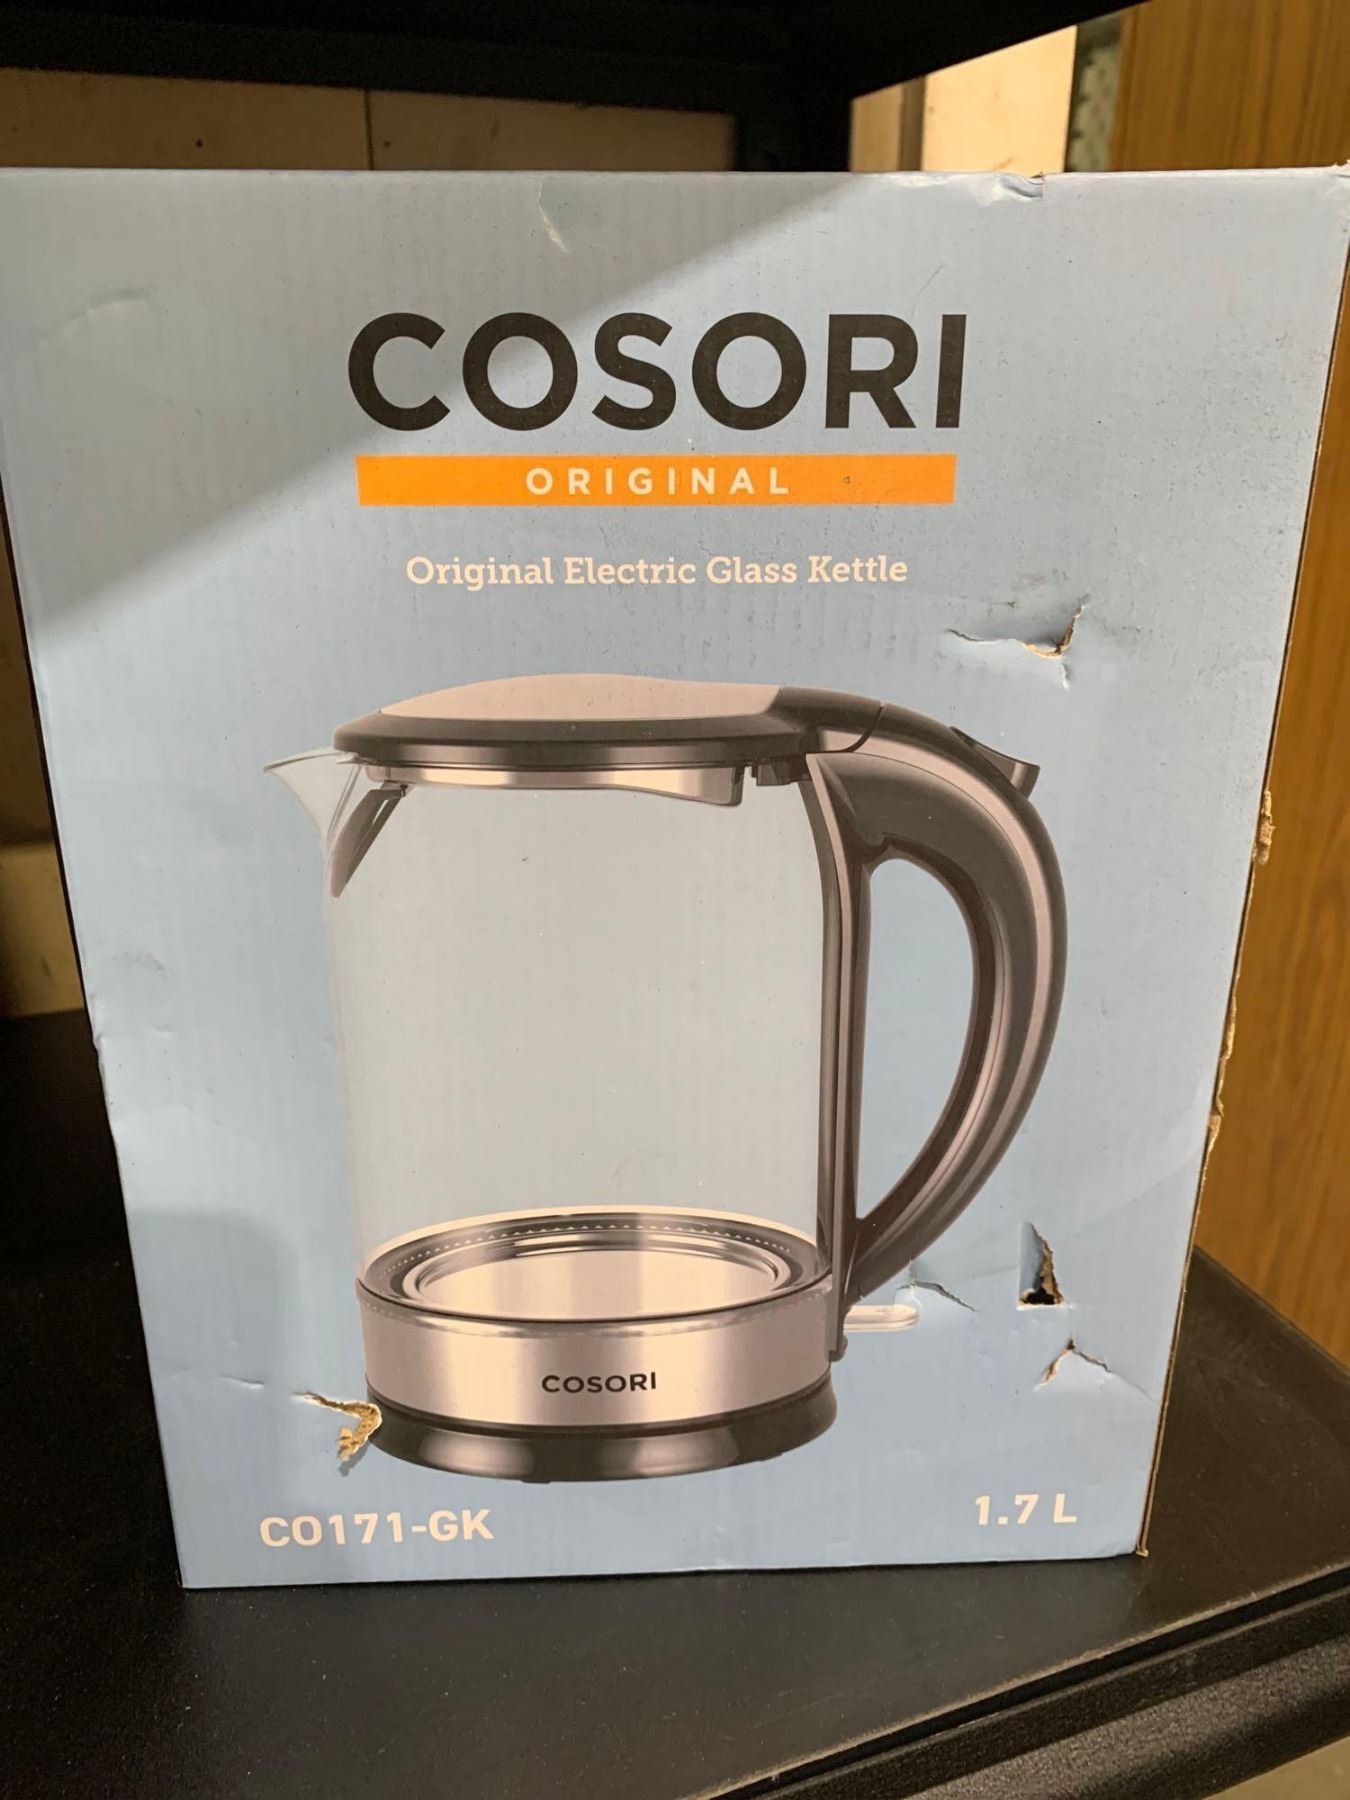 COSORI
ORIGINAL
Original Electric Glass Kettle
COSORI
CO171-GK
1.7 L